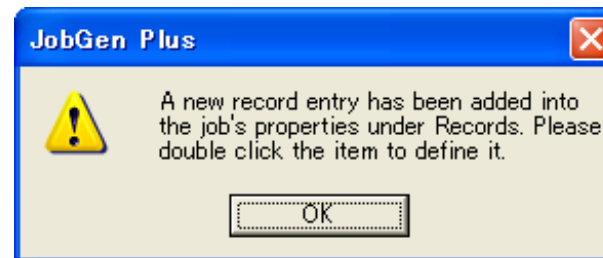 JobGen Plus
A new record entry has been added into
the job's properties under Records. Please
double click the item to define it.
OK